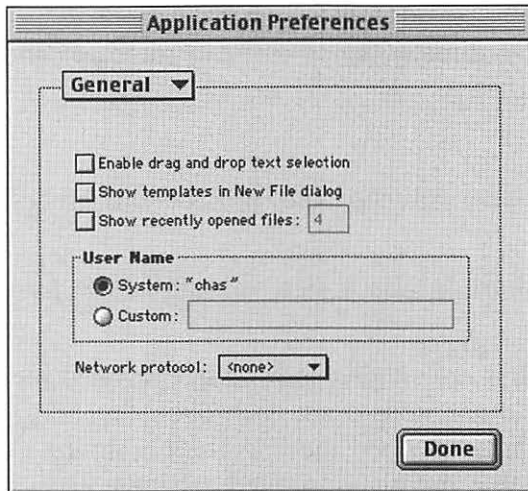 Application Preferences
General
Enable drag and drop text selection
Show templates in New File dialog
Show recently opened files: 4
User Name
System: "chas"
Custom:
Network protocol: <none>
Done